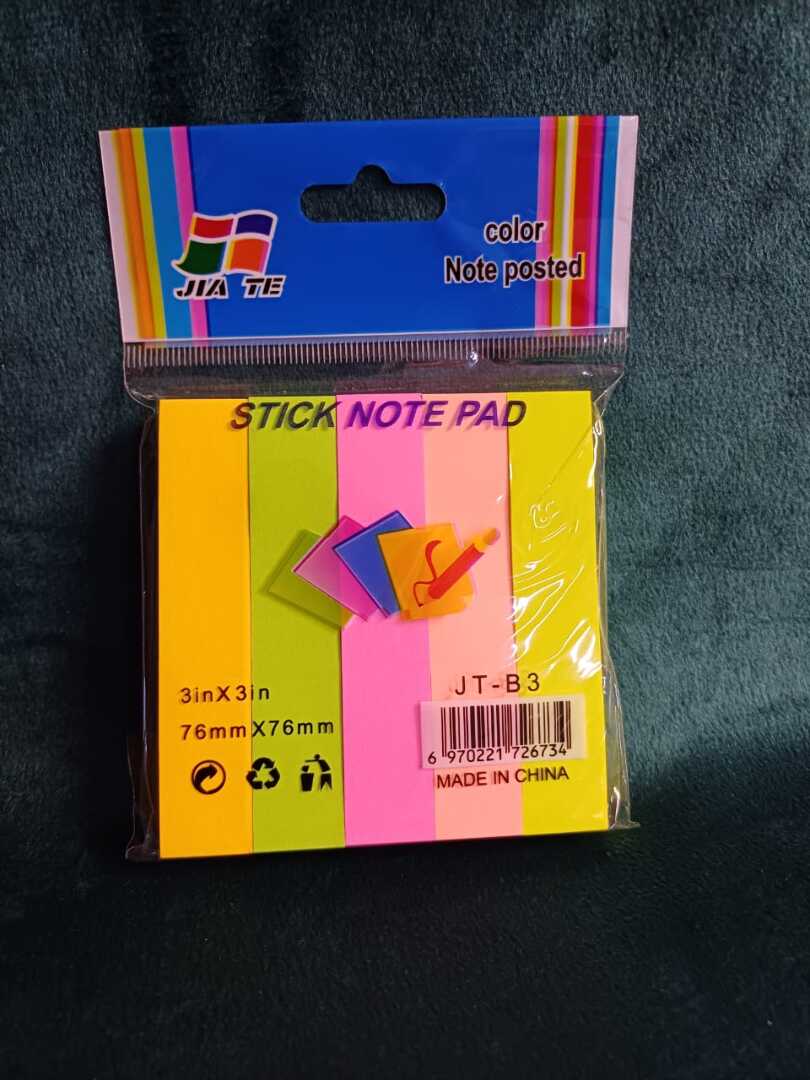 JIA TE
color
Note posted
STICK NOTE PAD
3inX3in
76mmX76mm
JT-B3
6 970221 726734
MADE IN CHINA